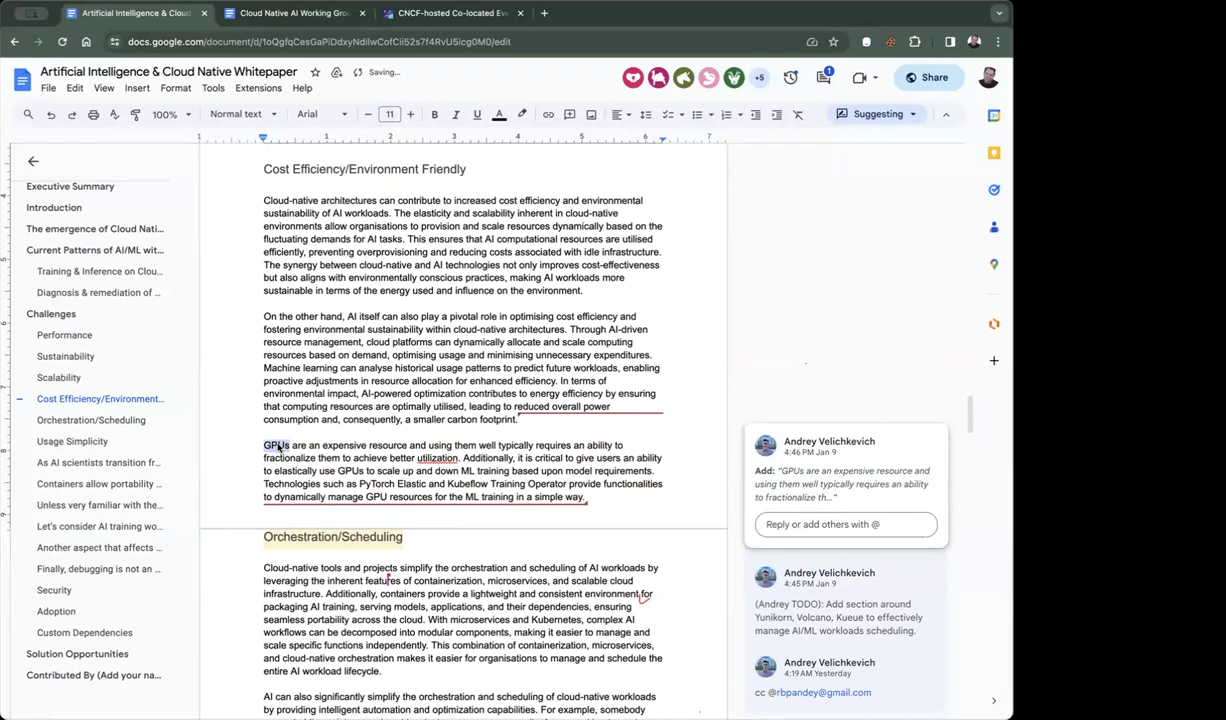 Artificial Intelligence & Cloud
Cloud Native AI Working Gro
CNCF-hosted Co-located Ev
docs.google.com/document/d/1oQgfqCesGaPiDdxyNdilwCofCii52s7f4RvU5icg0M0/edit
Artificial Intelligence & Cloud Native Whitepaper
Saving...
File Edit View Insert Format Tools Extensions Help
+5
1
Share
100%
Normal text
Arial
11
Suggesting
1 1 2 3 4 5 6 7
Executive Summary
Introduction
The emergence of Cloud Nati...
Current Patterns of AI/ML wit...
Training & Inference on Clou...
Diagnosis & remediation of ...
Challenges
Performance
Sustainability
Scalability
Cost Efficiency/Environment...
Orchestration/Scheduling
Usage Simplicity
As AI scientists transition fr...
Containers allow portability ...
Unless very familiar with the...
Let's consider AI training wo...
Another aspect that affects ...
Finally, debugging is not an ...
Security
Adoption
Custom Dependencies
Solution Opportunities
Contributed By (Add your na...
Cost Efficiency/Environment Friendly
Cloud-native architectures can contribute to increased cost efficiency and environmental
sustainability of AI workloads. The elasticity and scalability inherent in cloud-native
environments allow organisations to provision and scale resources dynamically based on the
fluctuating demands for AI tasks. This ensures that AI computational resources are utilised
efficiently, preventing overprovisioning and reducing costs associated with idle infrastructure.
The synergy between cloud-native and AI technologies not only improves cost-effectiveness
but also aligns with environmentally conscious practices, making AI workloads more
sustainable in terms of the energy used and influence on the environment.
On the other hand, AI itself can also play a pivotal role in optimising cost efficiency and
fostering environmental sustainability within cloud-native architectures. Through AI-driven
resource management, cloud platforms can dynamically allocate and scale computing
resources based on demand, optimising usage and minimising unnecessary expenditures.
Machine learning can analyse historical usage patterns to predict future workloads, enabling
proactive adjustments in resource allocation for enhanced efficiency. In terms of
environmental impact, AI-powered optimization contributes to energy efficiency by ensuring
that computing resources are optimally utilised, leading to reduced overall power
consumption and, consequently, a smaller carbon footprint.
GPUs are an expensive resource and using them well typically requires an ability to
fractionalize them to achieve better utilization. Additionally, it is critical to give users an ability
to elastically use GPUs to scale up and down ML training based upon model requirements.
Technologies such as PyTorch Elastic and Kubeflow Training Operator provide functionalities
to dynamically manage GPU resources for the ML training in a simple way.
Orchestration/Scheduling
Cloud-native tools and projects simplify the orchestration and scheduling of AI workloads by
leveraging the inherent features of containerization, microservices, and scalable cloud
infrastructure. Additionally, containers provide a lightweight and consistent environment for
packaging AI training, serving models, applications, and their dependencies, ensuring
seamless portability across the cloud. With microservices and Kubernetes, complex AI
workflows can be decomposed into modular components, making it easier to manage and
scale specific functions independently. This combination of containerization, microservices,
and cloud-native orchestration makes it easier for organisations to manage and schedule the
entire AI workload lifecycle.
AI can also significantly simplify the orchestration and scheduling of cloud-native workloads
by providing intelligent automation and optimization capabilities. For example, somebody
Andrey Velichkevich
4:46 PM Jan 9
Add: "GPUs are an expensive resource and
using them well typically requires an ability
to fractionalize th..."
Reply or add others with @
Andrey Velichkevich
4:45 PM Jan 9
(Andrey TODO): Add section around
Yunikorn, Volcano, Kueue to effectively
manage AI/ML workloads scheduling.
Andrey Velichkevich
4:19 AM Yesterday
cc @rbpandey@gmail.com